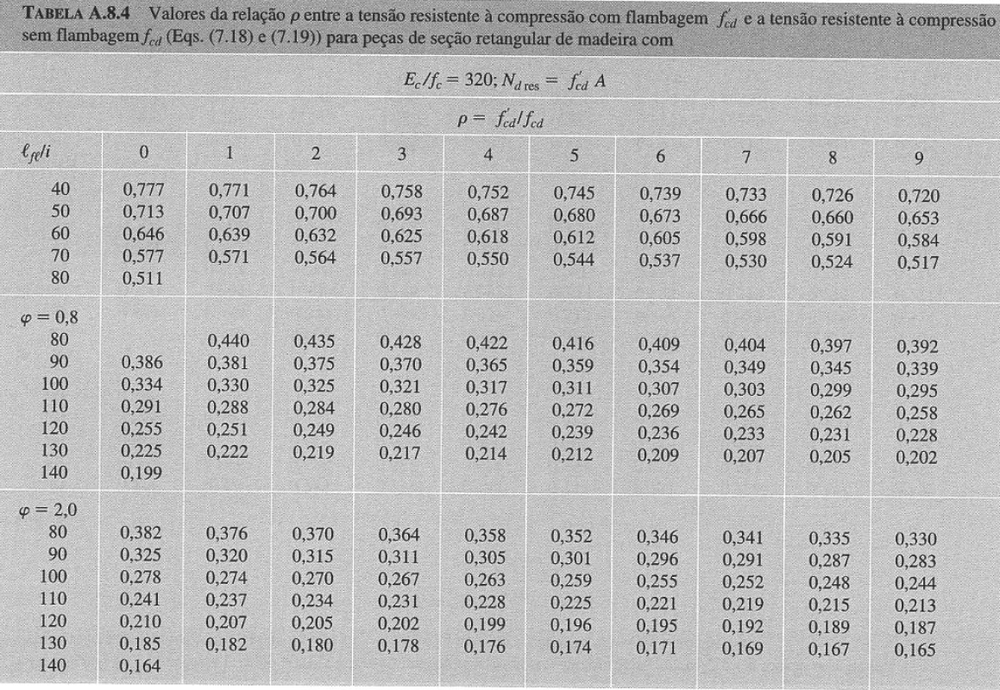 TABELA A.8.4 Valores da relação ρ entre a tensão resistente à compressão com flambagem f′cd e a tensão resistente à compressão
sem flambagem fcd (Eqs. (7.18) e (7.19)) para peças de seção retangular de madeira com
Ec/fc = 320; Nd res = f′cd A
ρ = f′cd/fcd
ℓfℓ/i 0 1 2 3 4 5 6 7 8 9
40 0,777 0,771 0,764 0,758 0,752 0,745 0,739 0,733 0,726 0,720
50 0,713 0,707 0,700 0,693 0,687 0,680 0,673 0,666 0,660 0,653
60 0,646 0,639 0,632 0,625 0,618 0,612 0,605 0,598 0,591 0,584
70 0,577 0,571 0,564 0,557 0,550 0,544 0,537 0,530 0,524 0,517
80 0,511
φ = 0,8
80 0,440 0,435 0,428 0,422 0,416 0,409 0,404 0,397 0,392
90 0,386 0,381 0,375 0,370 0,365 0,359 0,354 0,349 0,345 0,339
100 0,334 0,330 0,325 0,321 0,317 0,311 0,307 0,303 0,299 0,295
110 0,291 0,288 0,284 0,280 0,276 0,272 0,269 0,265 0,262 0,258
120 0,255 0,251 0,249 0,246 0,242 0,239 0,236 0,233 0,231 0,228
130 0,225 0,222 0,219 0,217 0,214 0,212 0,209 0,207 0,205 0,202
140 0,199
φ = 2,0
80 0,382 0,376 0,370 0,364 0,358 0,352 0,346 0,341 0,335 0,330
90 0,325 0,320 0,315 0,311 0,305 0,301 0,296 0,291 0,287 0,283
100 0,278 0,274 0,270 0,267 0,263 0,259 0,255 0,252 0,248 0,244
110 0,241 0,237 0,234 0,231 0,228 0,225 0,221 0,219 0,215 0,213
120 0,210 0,207 0,205 0,202 0,199 0,196 0,195 0,192 0,189 0,187
130 0,185 0,182 0,180 0,178 0,176 0,174 0,171 0,169 0,167 0,165
140 0,164